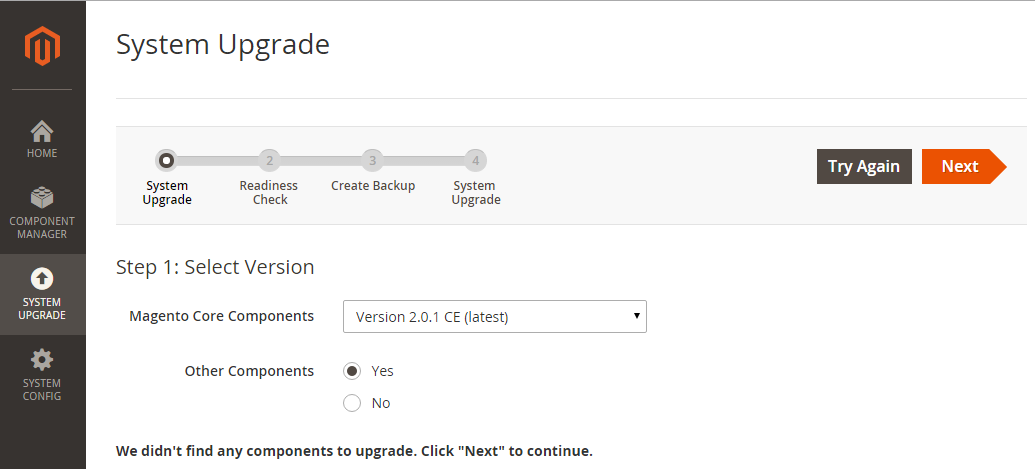 System Upgrade
HOME
COMPONENT
MANAGER
SYSTEM
UPGRADE
SYSTEM
CONFIG
2
3
4
System
Upgrade
Readiness
Check
Create Backup
System
Upgrade
Try Again
Next
Step 1: Select Version
Magento Core Components
Version 2.0.1 CE (latest)
Other Components
Yes
No
We didn't find any components to upgrade. Click "Next" to continue.